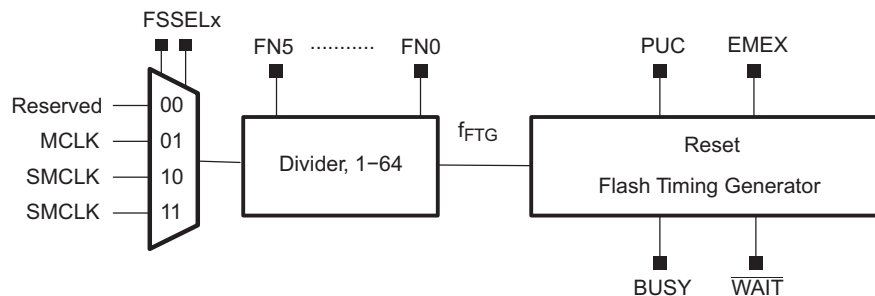 FSSELx
FN5 ........... FN0
PUC EMEX
Reserved 00
MCLK 01
SMCLK 10
SMCLK 11
Divider, 1−64
fFTG
Reset
Flash Timing Generator
BUSY WAIT